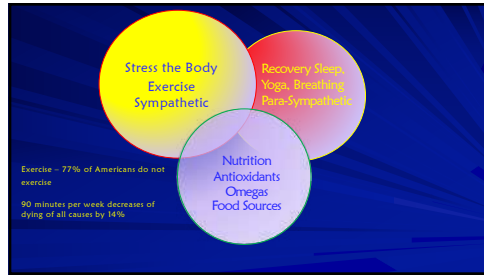 Stress the Body
Exercise
Sympathetic
Recovery Sleep,
Yoga, Breathing
Para-Sympathetic
Nutrition
Antioxidants
Omegas
Food Sources
Exercise – 77% of Americans do not
exercise
90 minutes per week decreases of
dying of all causes by 14%